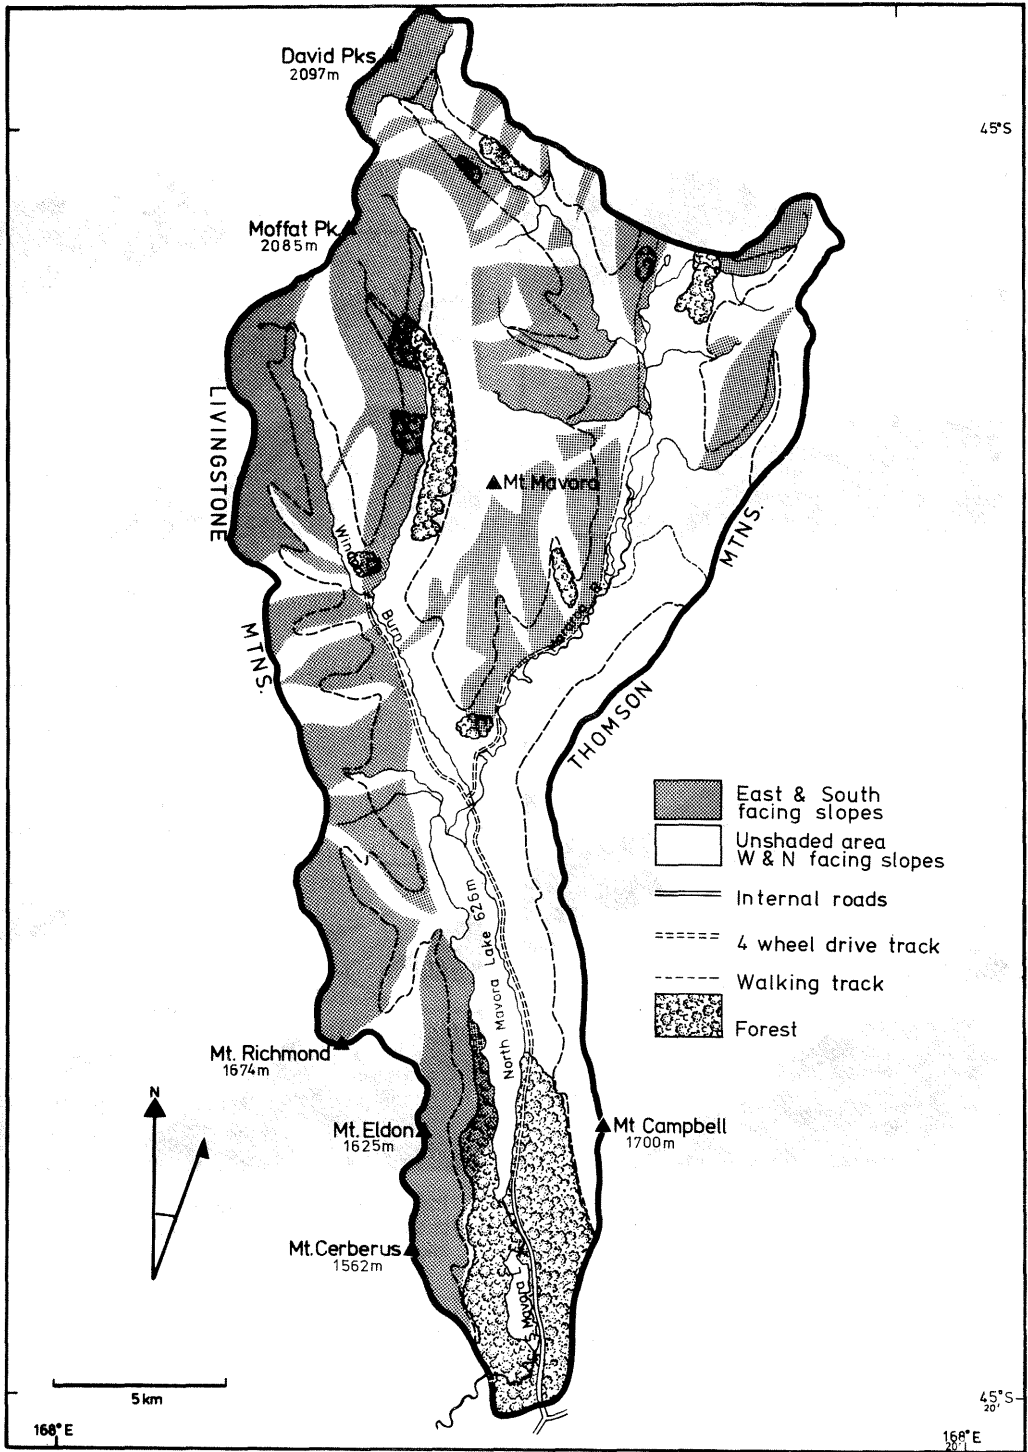 David Pks
2097m
45°S
Moffat Pk
2085m
LIVINGSTONE
MTNS.
Mt. Mavora
Win
Burn
MTNS.
THOMSON
East & South
facing slopes
Unshaded area
W & N facing slopes
Internal roads
4 wheel drive track
Walking track
Forest
North Mavora Lake 626m
Mt. Richmond
1674m
N
Mt. Eldon
1625m
Mt Campbell
1700m
Mt. Cerberus
1562m
S. Mavora L
5 km
168° E
45° S
20'
168° E
20'